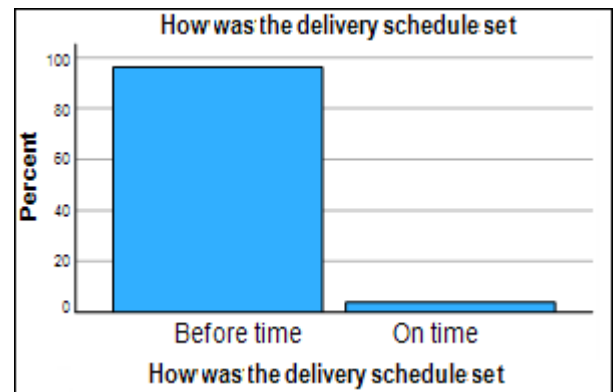 How was the delivery schedule set
100
80
60
40
20
0
Percent
Before time
On time
How was the delivery schedule set